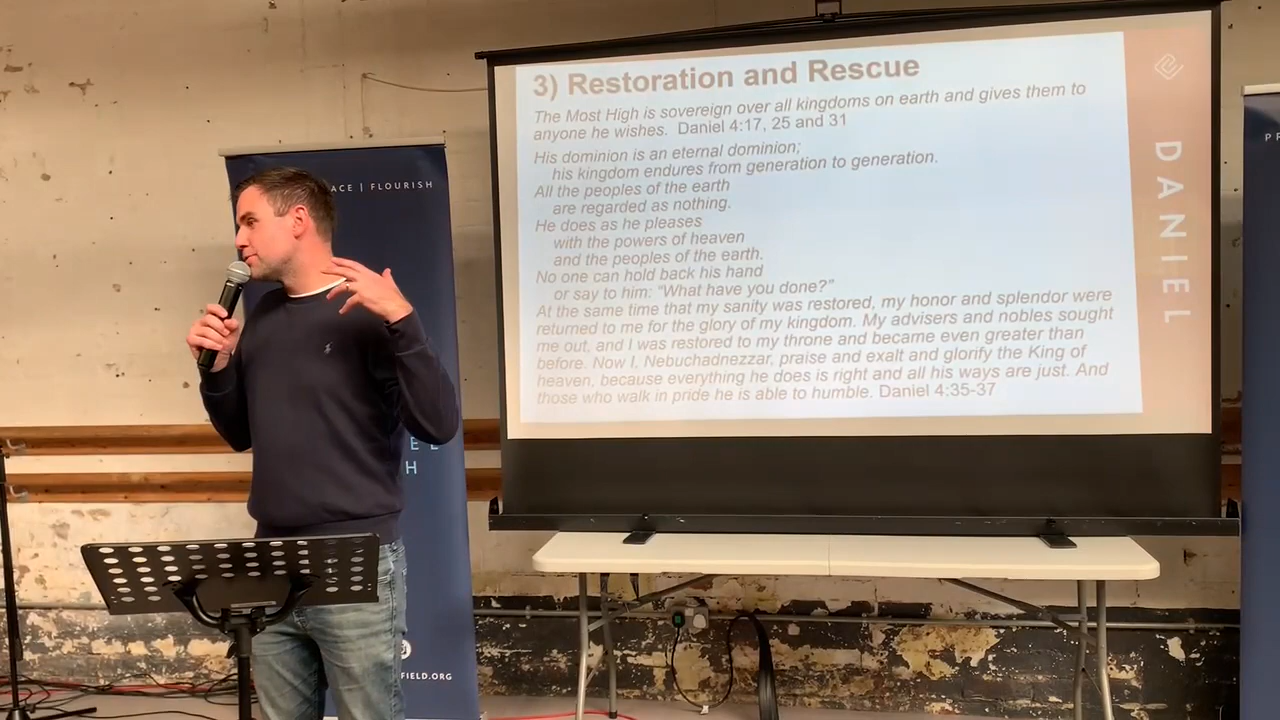 3) Restoration and Rescue
The Most High is sovereign over all kingdoms on earth and gives them to
anyone he wishes. Daniel 4:17, 25 and 31
His dominion is an eternal dominion;
his kingdom endures from generation to generation.
All the peoples of the earth
are regarded as nothing.
He does as he pleases
with the powers of heaven
and the peoples of the earth.
No one can hold back his hand
or say to him: “What have you done?”
At the same time that my sanity was restored, my honor and splendor were
returned to me for the glory of my kingdom. My advisers and nobles sought
me out, and I was restored to my throne and became even greater than
before. Now I, Nebuchadnezzar, praise and exalt and glorify the King of
heaven, because everything he does is right and all his ways are just. And
those who walk in pride he is able to humble. Daniel 4:35-37
DANIEL
ACE | FLOURISH
E L
H
FIELD.ORG
P R